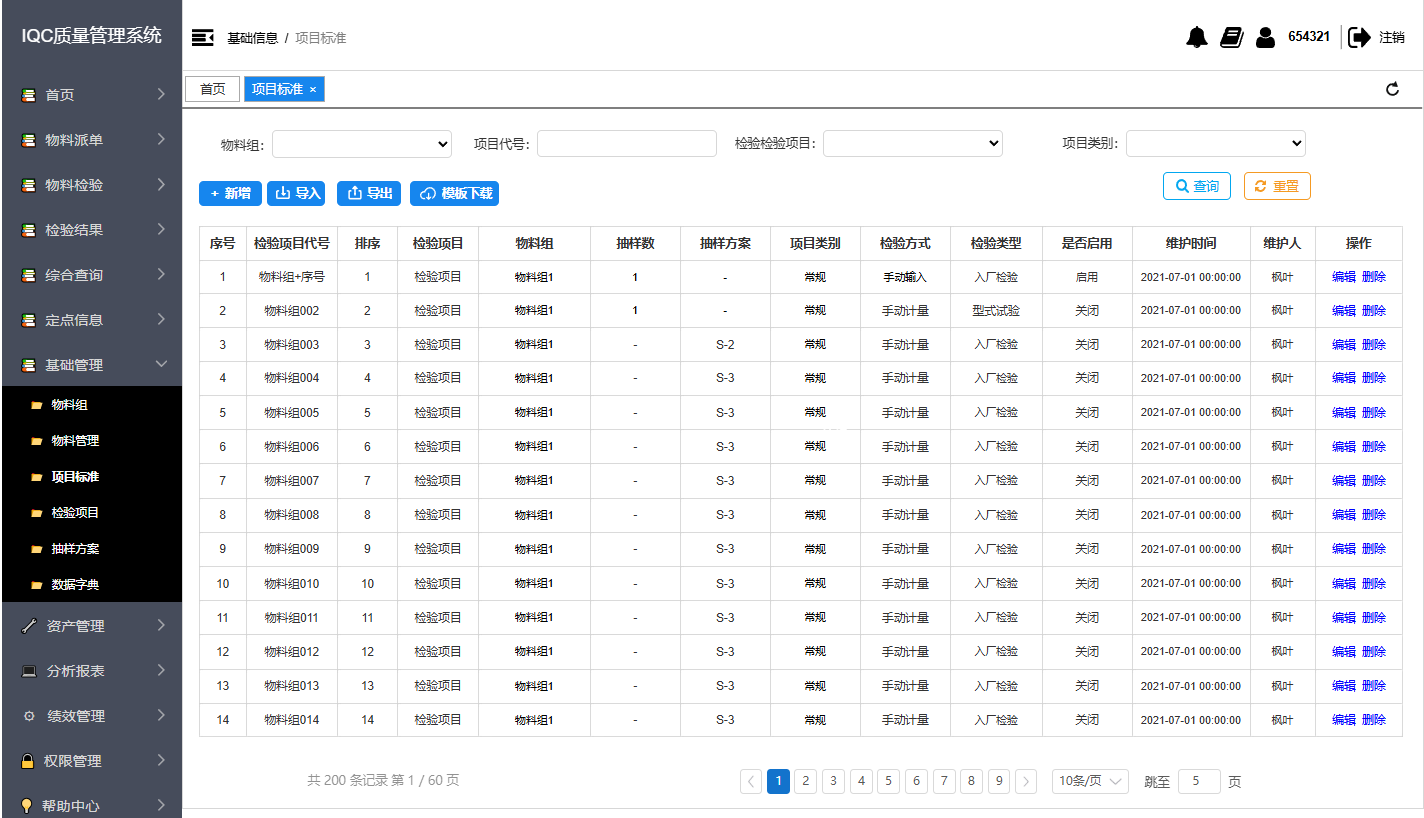 IQC质量管理系统
基础信息 / 项目标准
654321 注销
首页
物料派单
物料检验
检验结果
综合查询
定点信息
基础管理
物料组
物料管理
项目标准
检验项目
抽样方案
数据字典
资产管理
分析报表
绩效管理
权限管理
帮助中心
首页 项目标准 ×
物料组: 项目代号: 检验检验项目: 项目类别:
+ 新增 导入 导出 模板下载 查询 重置
序号 检验项目代号 排序 检验项目 物料组 抽样数 抽样方案 项目类别 检验方式 检验类型 是否启用 维护时间 维护人 操作
1 物料组+序号 1 检验项目 物料组1 1 - 常规 手动输入 入厂检验 启用 2021-07-01 00:00:00 枫叶 编辑 删除
2 物料组002 2 检验项目 物料组1 1 - 常规 手动计量 型式试验 关闭 2021-07-01 00:00:00 枫叶 编辑 删除
3 物料组003 3 检验项目 物料组1 - S-2 常规 手动计量 入厂检验 关闭 2021-07-01 00:00:00 枫叶 编辑 删除
4 物料组004 4 检验项目 物料组1 - S-3 常规 手动计量 入厂检验 关闭 2021-07-01 00:00:00 枫叶 编辑 删除
5 物料组005 5 检验项目 物料组1 - S-3 常规 手动计量 入厂检验 关闭 2021-07-01 00:00:00 枫叶 编辑 删除
6 物料组006 6 检验项目 物料组1 - S-3 常规 手动计量 入厂检验 关闭 2021-07-01 00:00:00 枫叶 编辑 删除
7 物料组007 7 检验项目 物料组1 - S-3 常规 手动计量 入厂检验 关闭 2021-07-01 00:00:00 枫叶 编辑 删除
8 物料组008 8 检验项目 物料组1 - S-3 常规 手动计量 入厂检验 关闭 2021-07-01 00:00:00 枫叶 编辑 删除
9 物料组009 9 检验项目 物料组1 - S-3 常规 手动计量 入厂检验 关闭 2021-07-01 00:00:00 枫叶 编辑 删除
10 物料组010 10 检验项目 物料组1 - S-3 常规 手动计量 入厂检验 关闭 2021-07-01 00:00:00 枫叶 编辑 删除
11 物料组011 11 检验项目 物料组1 - S-3 常规 手动计量 入厂检验 关闭 2021-07-01 00:00:00 枫叶 编辑 删除
12 物料组012 12 检验项目 物料组1 - S-3 常规 手动计量 入厂检验 关闭 2021-07-01 00:00:00 枫叶 编辑 删除
13 物料组013 13 检验项目 物料组1 - S-3 常规 手动计量 入厂检验 关闭 2021-07-01 00:00:00 枫叶 编辑 删除
14 物料组014 14 检验项目 物料组1 - S-3 常规 手动计量 入厂检验 关闭 2021-07-01 00:00:00 枫叶 编辑 删除
共 200 条记录 第 1 / 60 页 1 2 3 4 5 6 7 8 9 10条/页 跳至 5 页